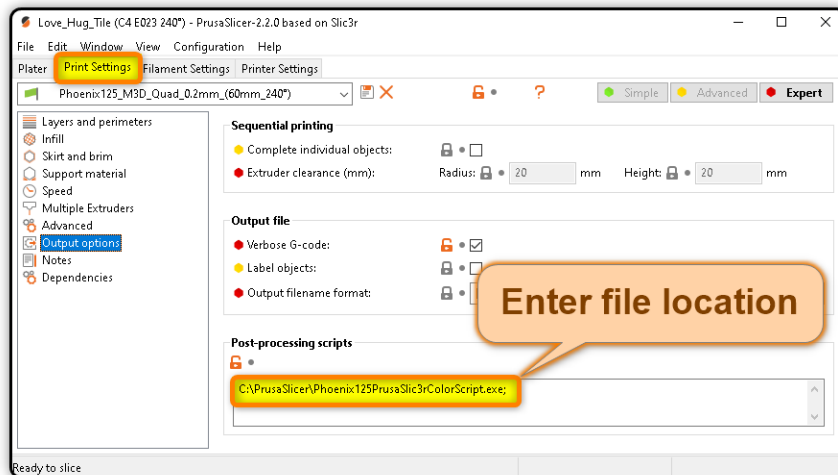 Love_Hug_Tile (C4 E023 240°) - PrusaSlicer-2.2.0 based on Slic3r
File Edit Window View Configuration Help
Plater Print Settings Filament Settings Printer Settings
Phoenix125_M3D_Quad_0.2mm_(60mm_240°) ? Simple Advanced Expert
Layers and perimeters
Infill
Skirt and brim
Support material
Speed
Multiple Extruders
Advanced
Output options
Notes
Dependencies
Sequential printing
Complete individual objects:
Extruder clearance (mm): Radius: 20 mm Height: 20 mm
Output file
Verbose G-code:
Label objects:
Output filename format:
Enter file location
Post-processing scripts
C:\PrusaSlicer\Phoenix125PrusaSlic3rColorScript.exe;
Ready to slice